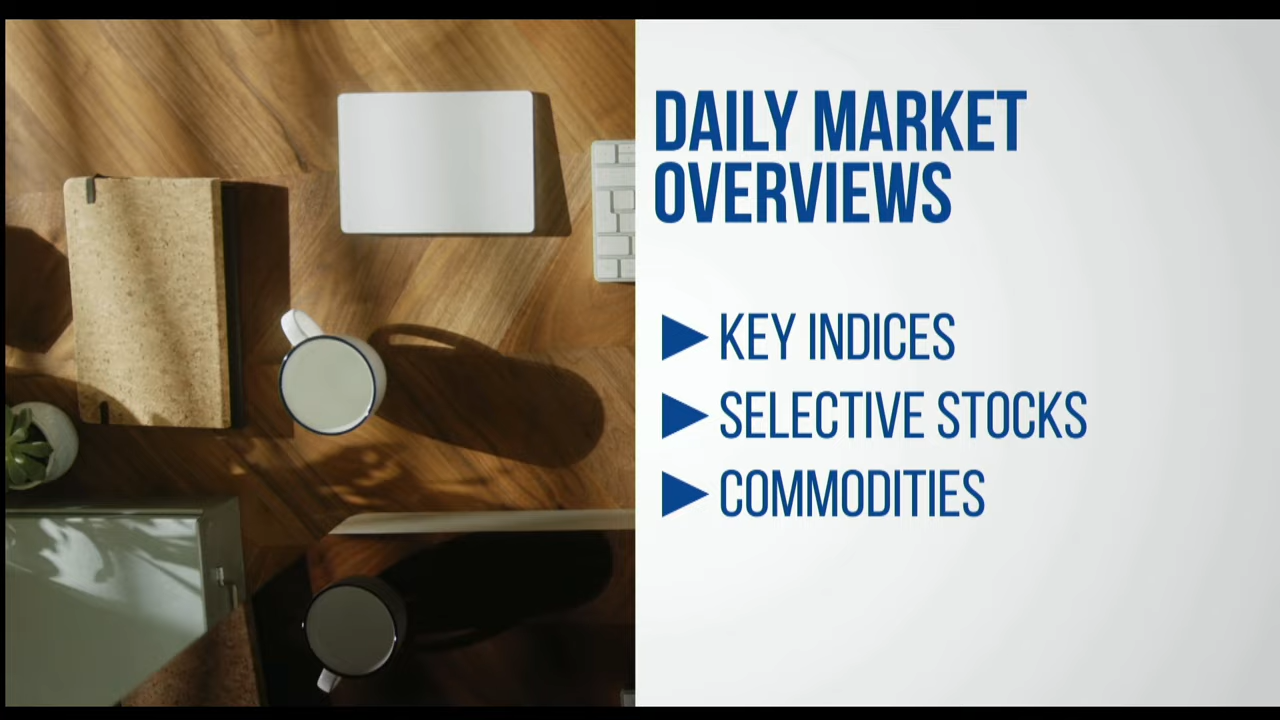 DAILY MARKET
OVERVIEWS
KEY INDICES
SELECTIVE STOCKS
COMMODITIES